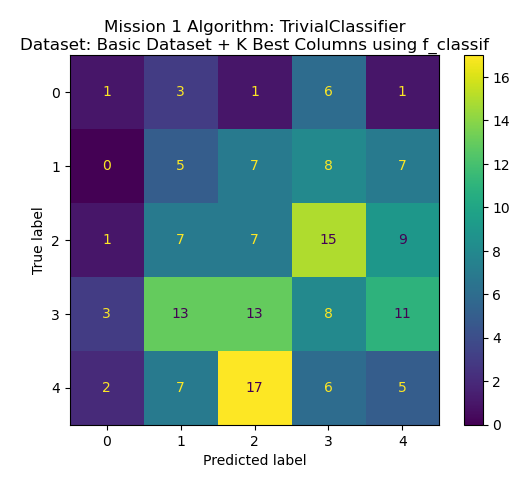 Mission 1 Algorithm: TrivialClassifier
Dataset: Basic Dataset + K Best Columns using f_classif
0 1 3 1 6 1
1 0 5 7 8 7
2 1 7 7 15 9
3 3 13 13 8 11
4 2 7 17 6 5
0 1 2 3 4
Predicted label
True label
16
14
12
10
8
6
4
2
0